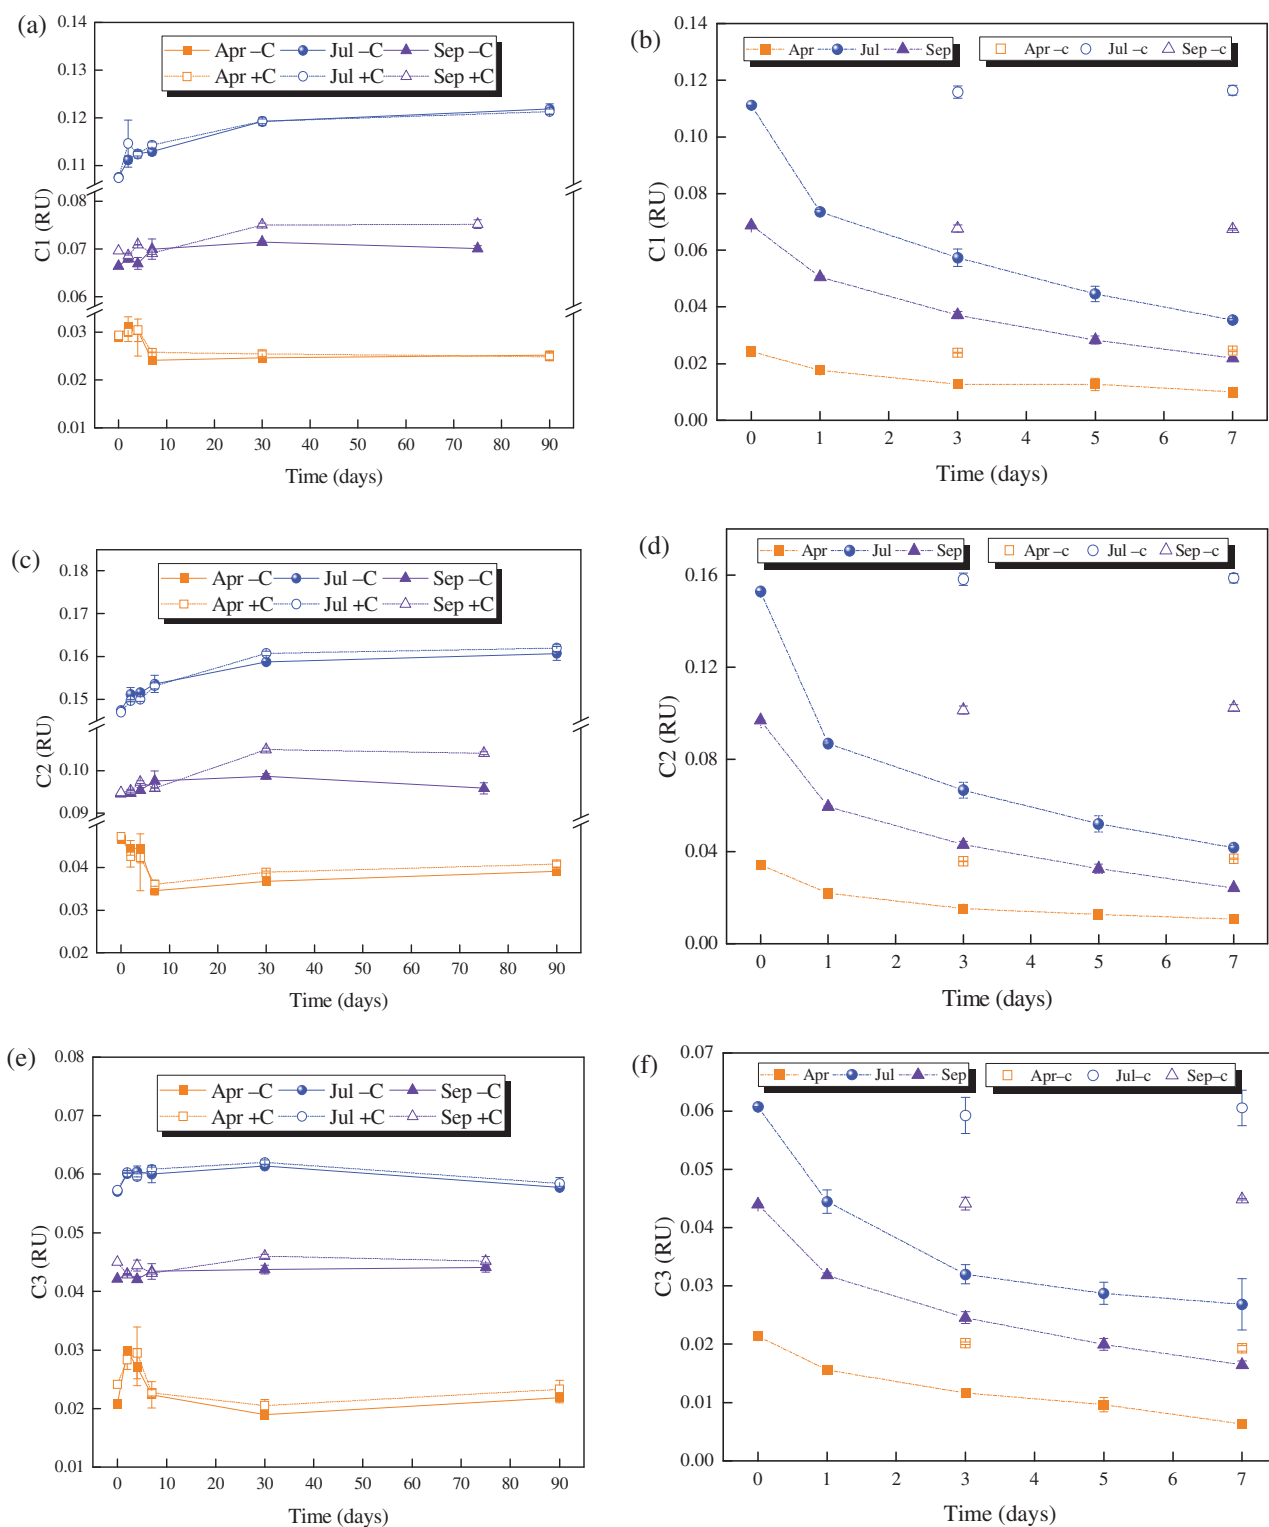 (a)
0.14
0.13
0.12
0.11
0.08
0.07
0.06
0.03
0.02
0.01
C1 (RU)
Apr –C Jul –C Sep –C
Apr +C Jul +C Sep +C
0 10 20 30 40 50 60 70 80 90
Time (days)
(b)
0.14
0.12
0.10
0.08
0.06
0.04
0.02
0.00
C1 (RU)
Apr Jul Sep
Apr –c Jul –c Sep –c
0 1 2 3 4 5 6 7
Time (days)
(c)
0.18
0.17
0.16
0.15
0.10
0.09
0.04
0.03
0.02
C2 (RU)
Apr –C Jul –C Sep –C
Apr +C Jul +C Sep +C
0 10 20 30 40 50 60 70 80 90
Time (days)
(d)
0.16
0.12
0.08
0.04
0.00
C2 (RU)
Apr Jul Sep
Apr –c Jul –c Sep –c
0 1 2 3 4 5 6 7
Time (days)
(e)
0.08
0.07
0.06
0.05
0.04
0.03
0.02
0.01
C3 (RU)
Apr –C Jul –C Sep –C
Apr +C Jul +C Sep +C
0 10 20 30 40 50 60 70 80 90
Time (days)
(f)
0.07
0.06
0.05
0.04
0.03
0.02
0.01
0.00
C3 (RU)
Apr Jul Sep
Apr–c Jul–c Sep–c
0 1 2 3 4 5 6 7
Time (days)